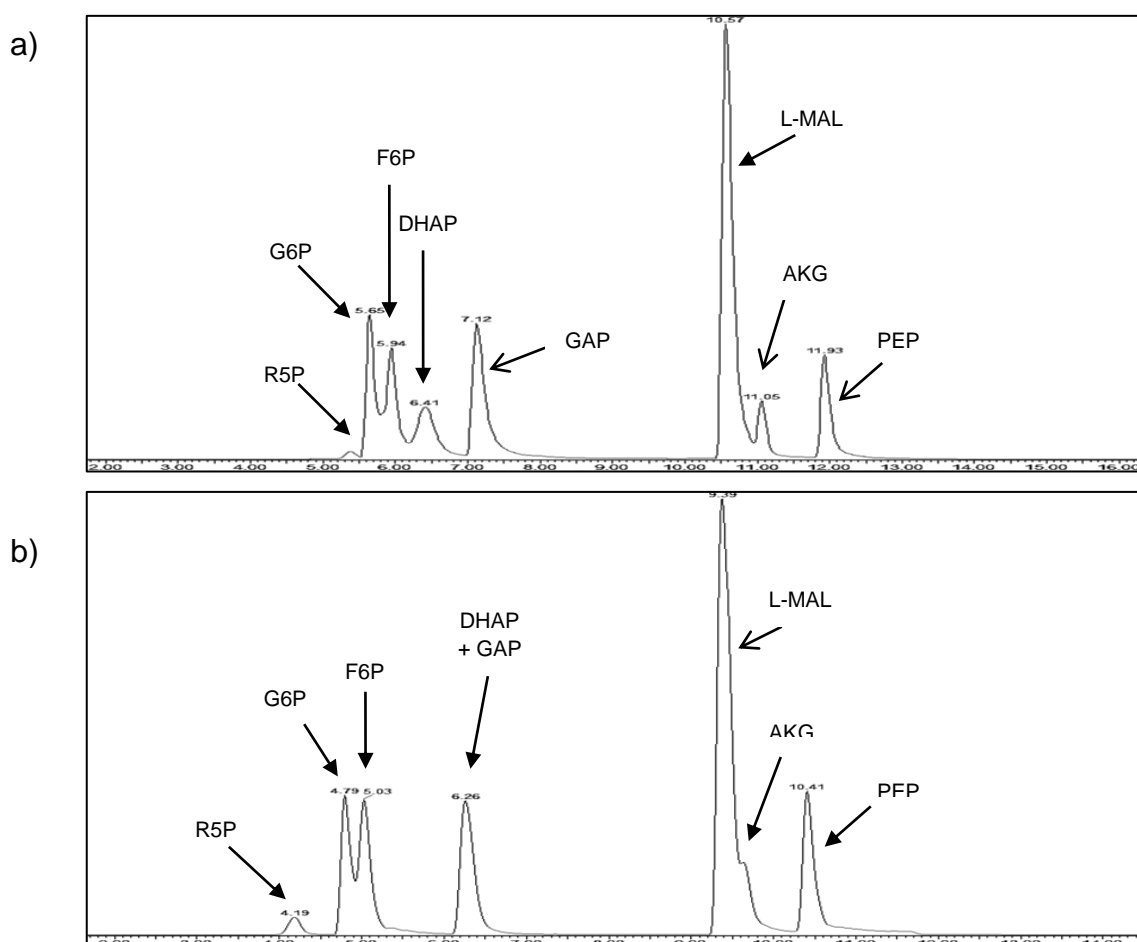 a)
10.57
L-MAL
F6P
DHAP
G6P
AKG
5.65
5.94
7.12
GAP
11.93
PEP
R5P
6.41
11.05
2.00 3.00 4.00 5.00 6.00 7.00 8.00 9.00 10.00 11.00 12.00 13.00 14.00 15.00 16.00
b)
9.39
L-MAL
DHAP
+ GAP
F6P
G6P
AKG
4.79
5.03
6.26
10.41
PEP
R5P
4.19